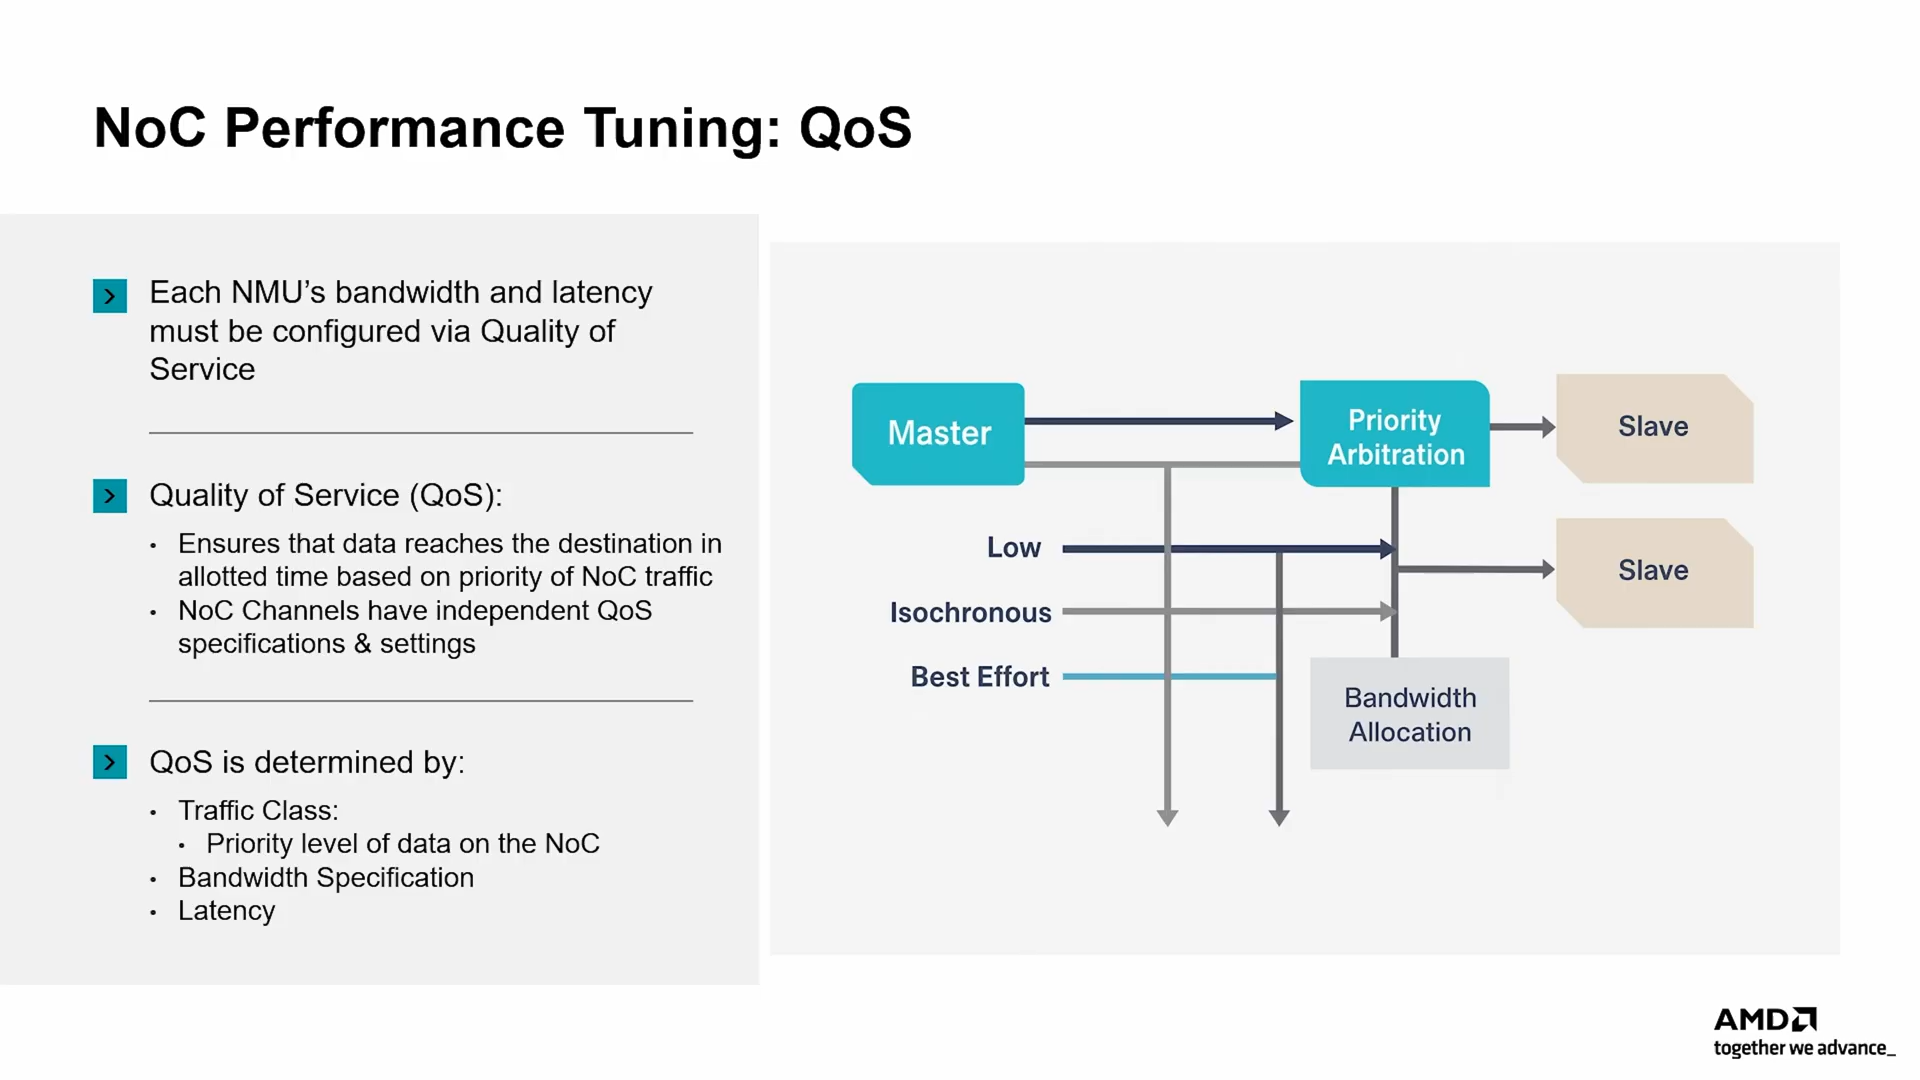 NoC Performance Tuning: QoS
Each NMU’s bandwidth and latency
must be configured via Quality of
Service
Quality of Service (QoS):
• Ensures that data reaches the destination in
allotted time based on priority of NoC traffic
• NoC Channels have independent QoS
specifications & settings
QoS is determined by:
• Traffic Class:
• Priority level of data on the NoC
• Bandwidth Specification
• Latency
Master
Priority
Arbitration
Slave
Low
Slave
Isochronous
Best Effort
Bandwidth
Allocation
AMD
together we advance_